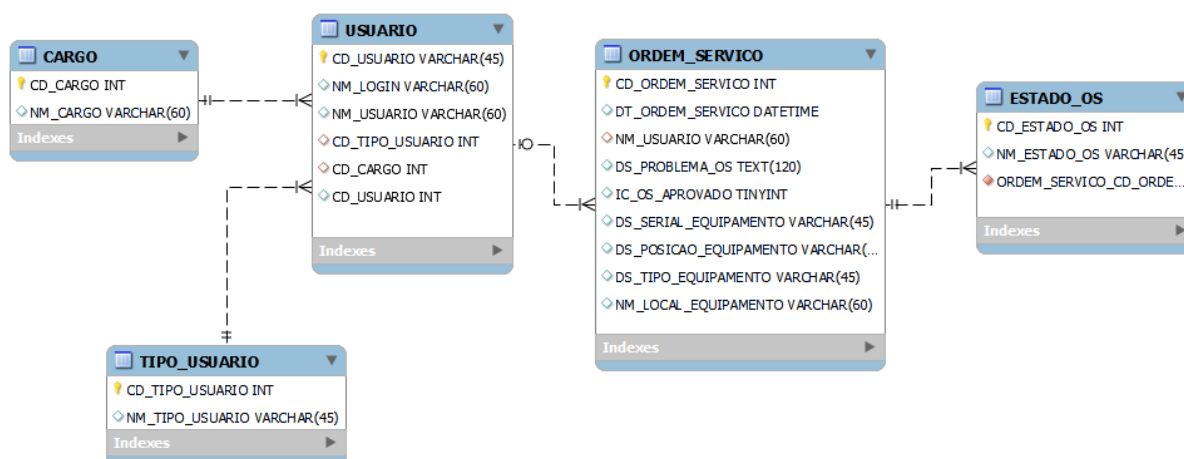 CARGO
CD_CARGO INT
NM_CARGO VARCHAR(60)
Indexes
USUARIO
CD_USUARIO VARCHAR(45)
NM_LOGIN VARCHAR(60)
NM_USUARIO VARCHAR(60)
CD_TIPO_USUARIO INT
CD_CARGO INT
CD_USUARIO INT
Indexes
TIPO_USUARIO
CD_TIPO_USUARIO INT
NM_TIPO_USUARIO VARCHAR(45)
Indexes
ORDEM_SERVICO
CD_ORDEM_SERVICO INT
DT_ORDEM_SERVICO DATETIME
NM_USUARIO VARCHAR(60)
DS_PROBLEMA_OS TEXT(120)
IC_OS_APROVADO TINYINT
DS_SERIAL_EQUIPAMENTO VARCHAR(45)
DS_POSICAO_EQUIPAMENTO VARCHAR(...
DS_TIPO_EQUIPAMENTO VARCHAR(45)
NM_LOCAL_EQUIPAMENTO VARCHAR(60)
Indexes
ESTADO_OS
CD_ESTADO_OS INT
NM_ESTADO_OS VARCHAR(45
ORDEM_SERVICO_CD_ORDE...
Indexes